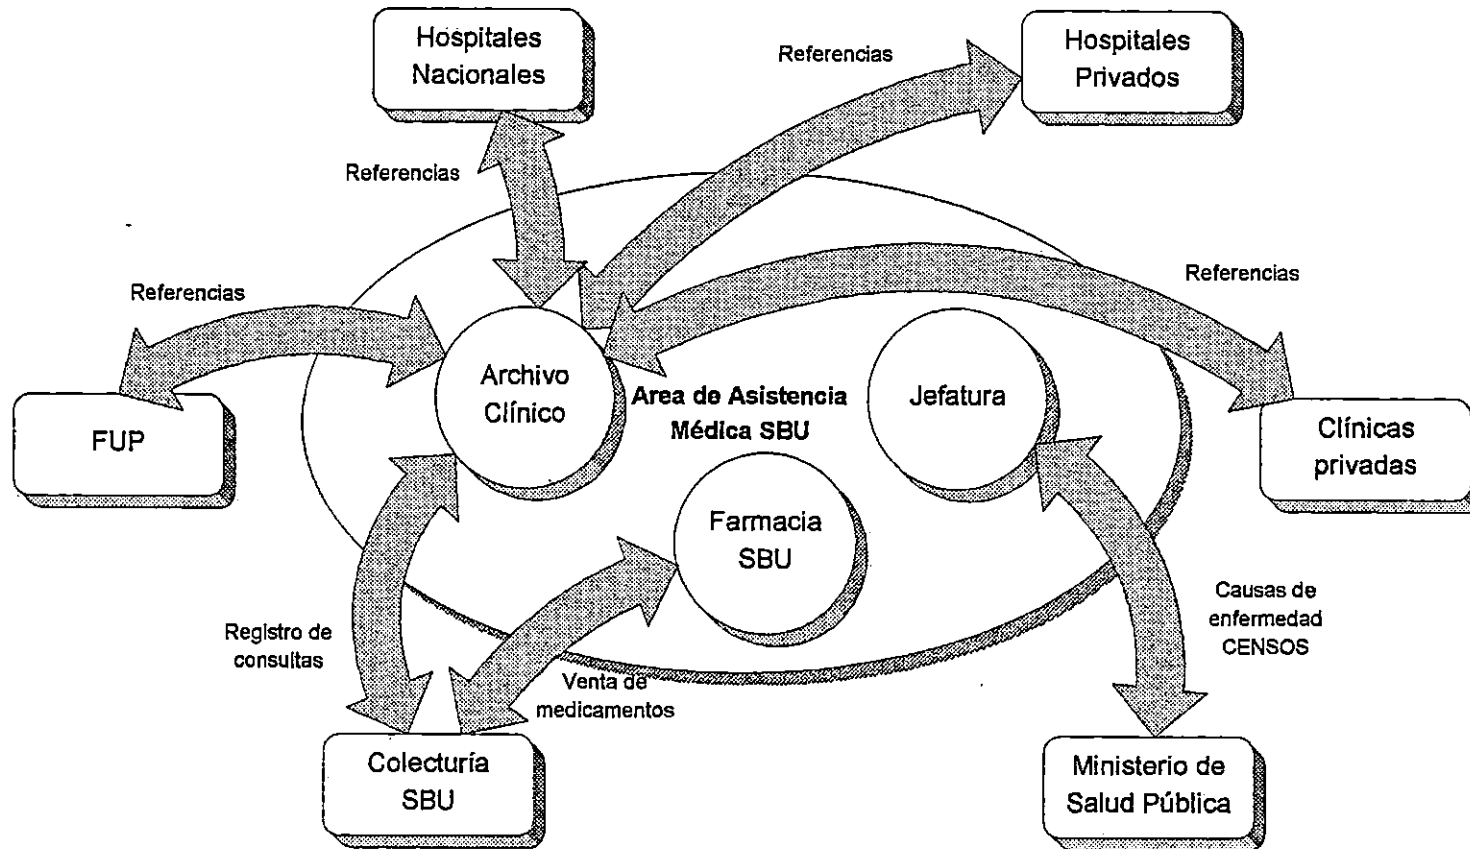 Hospitales
Nacionales
Referencias
Hospitales
Privados
Referencias
Referencias
Referencias
Archivo
Clínico
Area de Asistencia
Médica SBU
Jefatura
FUP
Clínicas
privadas
Farmacia
SBU
Registro de
consultas
Venta de
medicamentos
Causas de
enfermedad
CENSOS
Colecturía
SBU
Ministerio de
Salud Pública